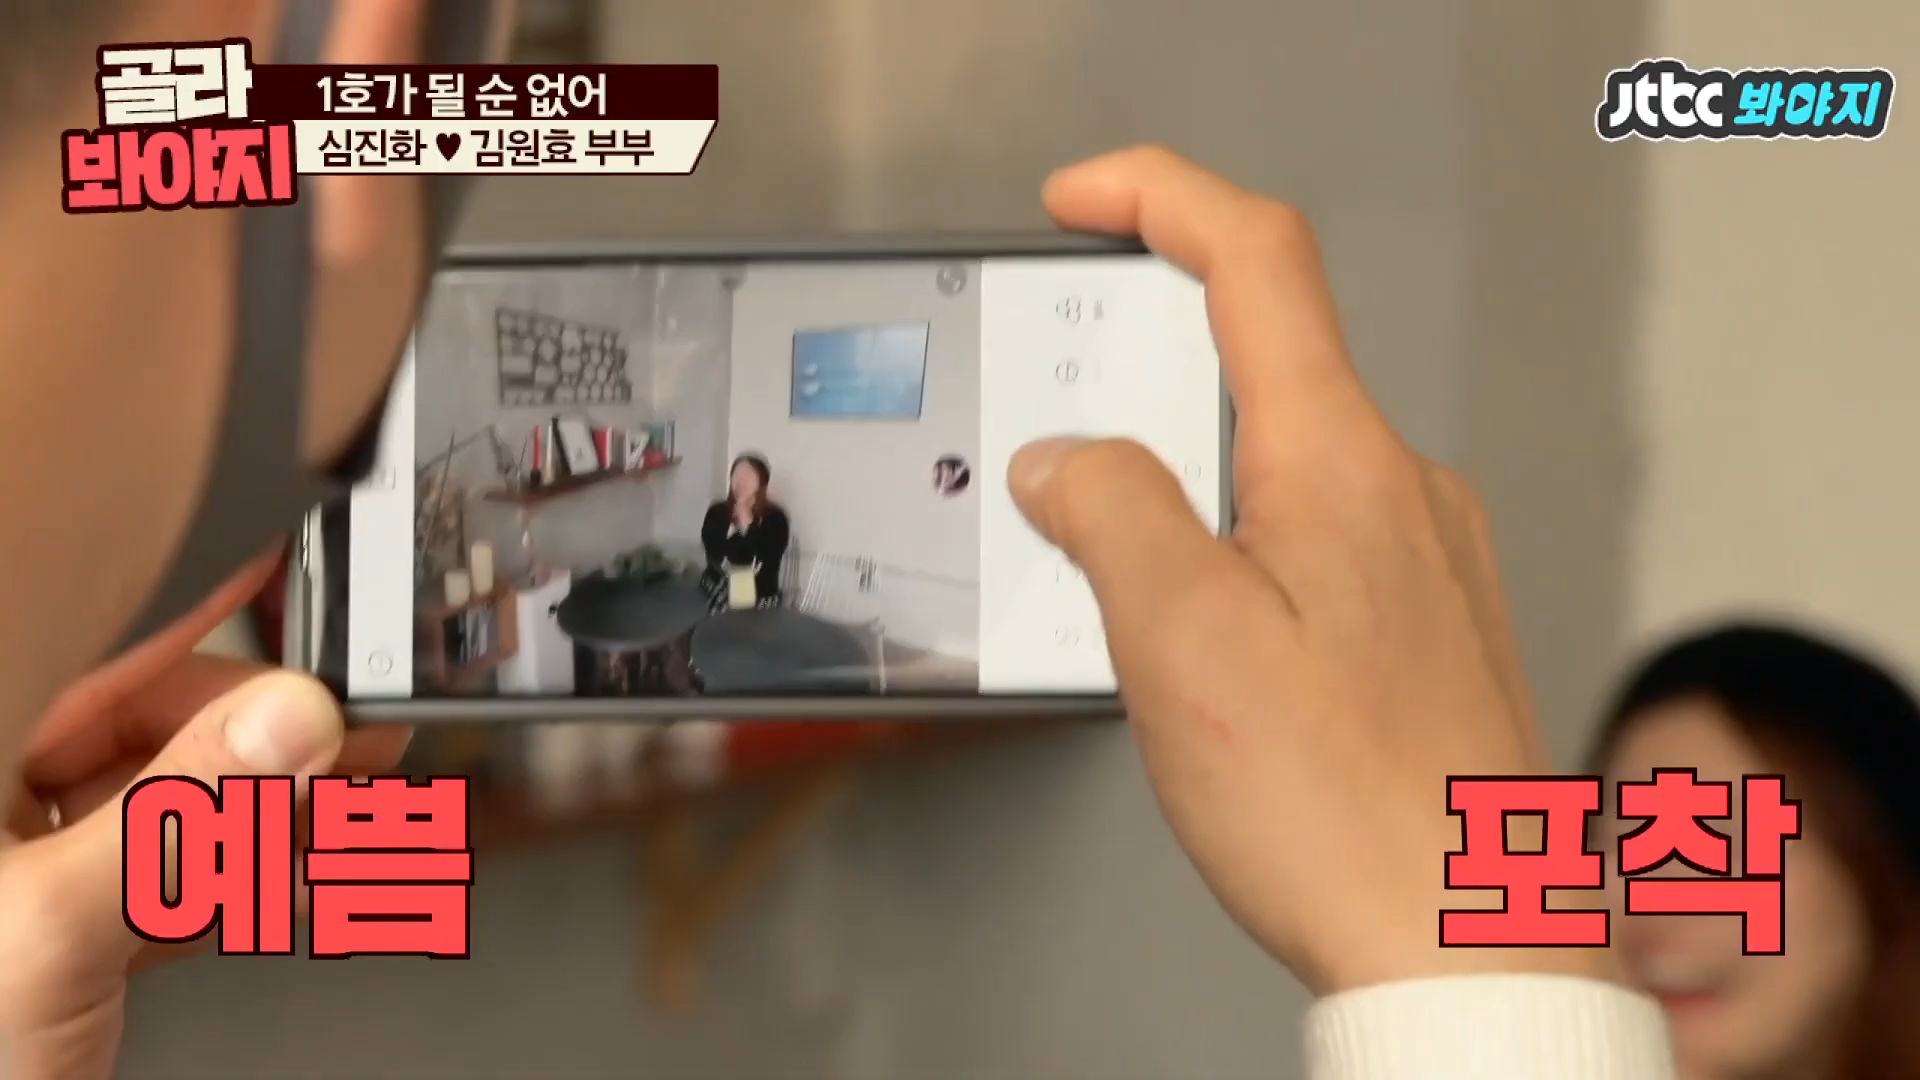 골라
봐야지
1호가 될 순 없어
심진화 ♥ 김원효 부부
Jtbc 봐야지
예쁨
포착